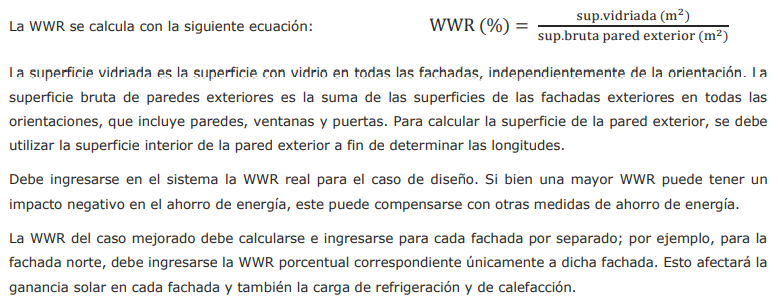 La WWR se calcula con la siguiente ecuación: WWR (%) = sup.vidriada (m²) / sup.bruta pared exterior (m²)
La superficie vidriada es la superficie con vidrio en todas las fachadas, independientemente de la orientación. La
superficie bruta de paredes exteriores es la suma de las superficies de las fachadas exteriores en todas las
orientaciones, que incluye paredes, ventanas y puertas. Para calcular la superficie de la pared exterior, se debe
utilizar la superficie interior de la pared exterior a fin de determinar las longitudes.
Debe ingresarse en el sistema la WWR real para el caso de diseño. Si bien una mayor WWR puede tener un
impacto negativo en el ahorro de energía, este puede compensarse con otras medidas de ahorro de energía.
La WWR del caso mejorado debe calcularse e ingresarse para cada fachada por separado; por ejemplo, para la
fachada norte, debe ingresarse la WWR porcentual correspondiente únicamente a dicha fachada. Esto afectará la
ganancia solar en cada fachada y también la carga de refrigeración y de calefacción.